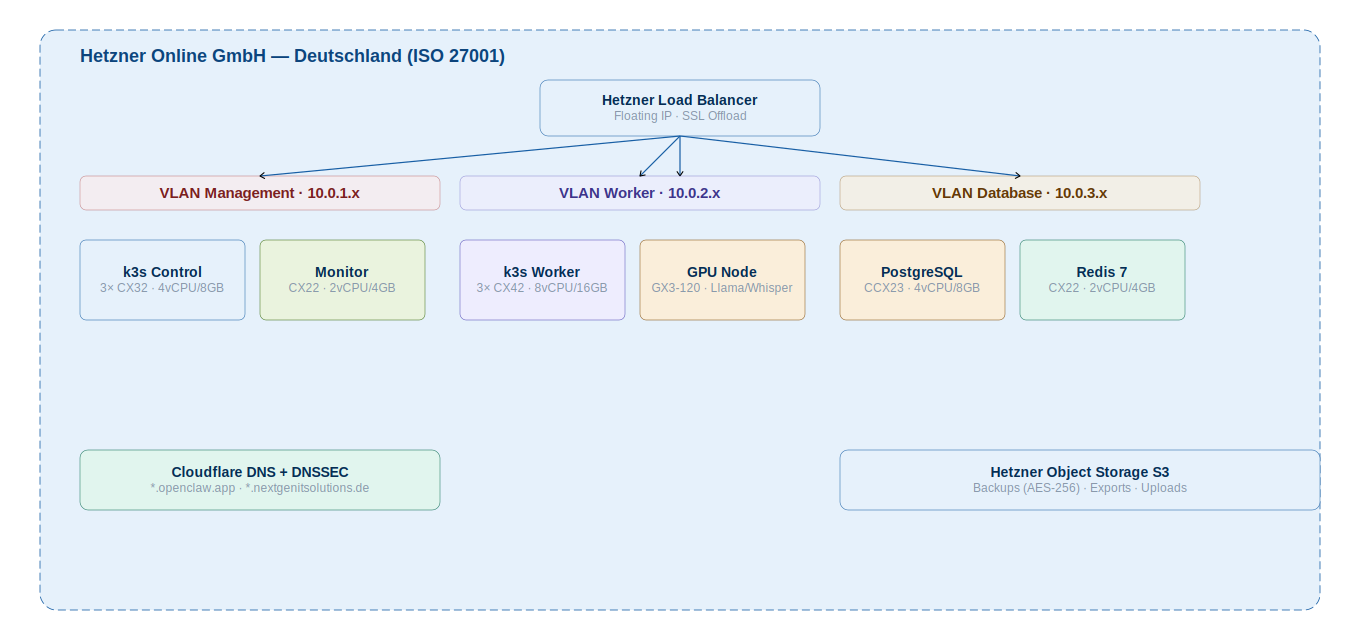 Hetzner Online GmbH — Deutschland (ISO 27001)
Hetzner Load Balancer
Floating IP · SSL Offload
VLAN Management · 10.0.1.x
VLAN Worker · 10.0.2.x
VLAN Database · 10.0.3.x
k3s Control
3× CX32 · 4vCPU/8GB
Monitor
CX22 · 2vCPU/4GB
k3s Worker
3× CX42 · 8vCPU/16GB
GPU Node
GX3-120 · Llama/Whisper
PostgreSQL
CCX23 · 4vCPU/8GB
Redis 7
CX22 · 2vCPU/4GB
Cloudflare DNS + DNSSEC
*.openclaw.app · *.nextgenitsolutions.de
Hetzner Object Storage S3
Backups (AES-256) · Exports · Uploads